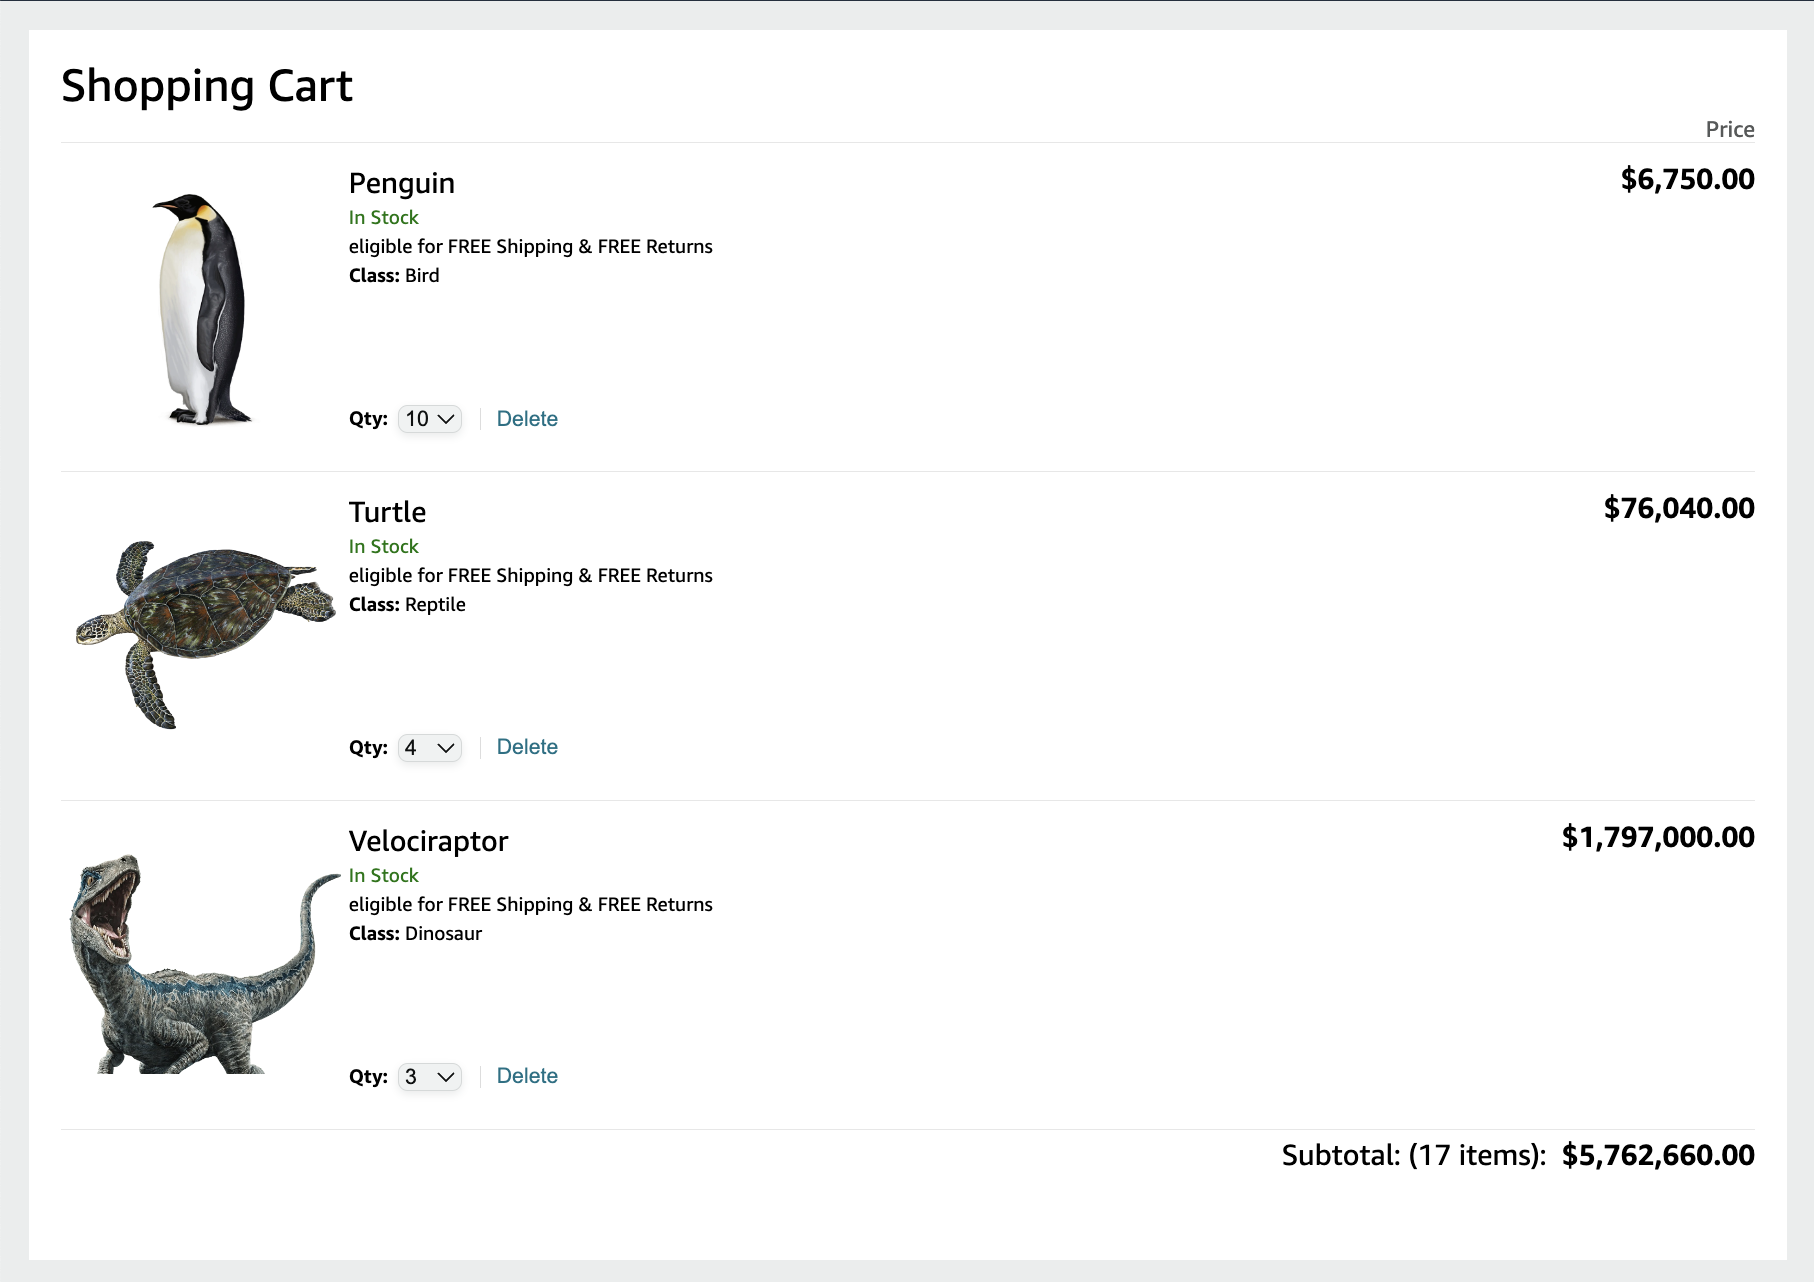 Shopping Cart
Price
Penguin
$6,750.00
In Stock
eligible for FREE Shipping & FREE Returns
Class: Bird
Qty: 10 Delete
Turtle
$76,040.00
In Stock
eligible for FREE Shipping & FREE Returns
Class: Reptile
Qty: 4 Delete
Velociraptor
$1,797,000.00
In Stock
eligible for FREE Shipping & FREE Returns
Class: Dinosaur
Qty: 3 Delete
Subtotal: (17 items): $5,762,660.00